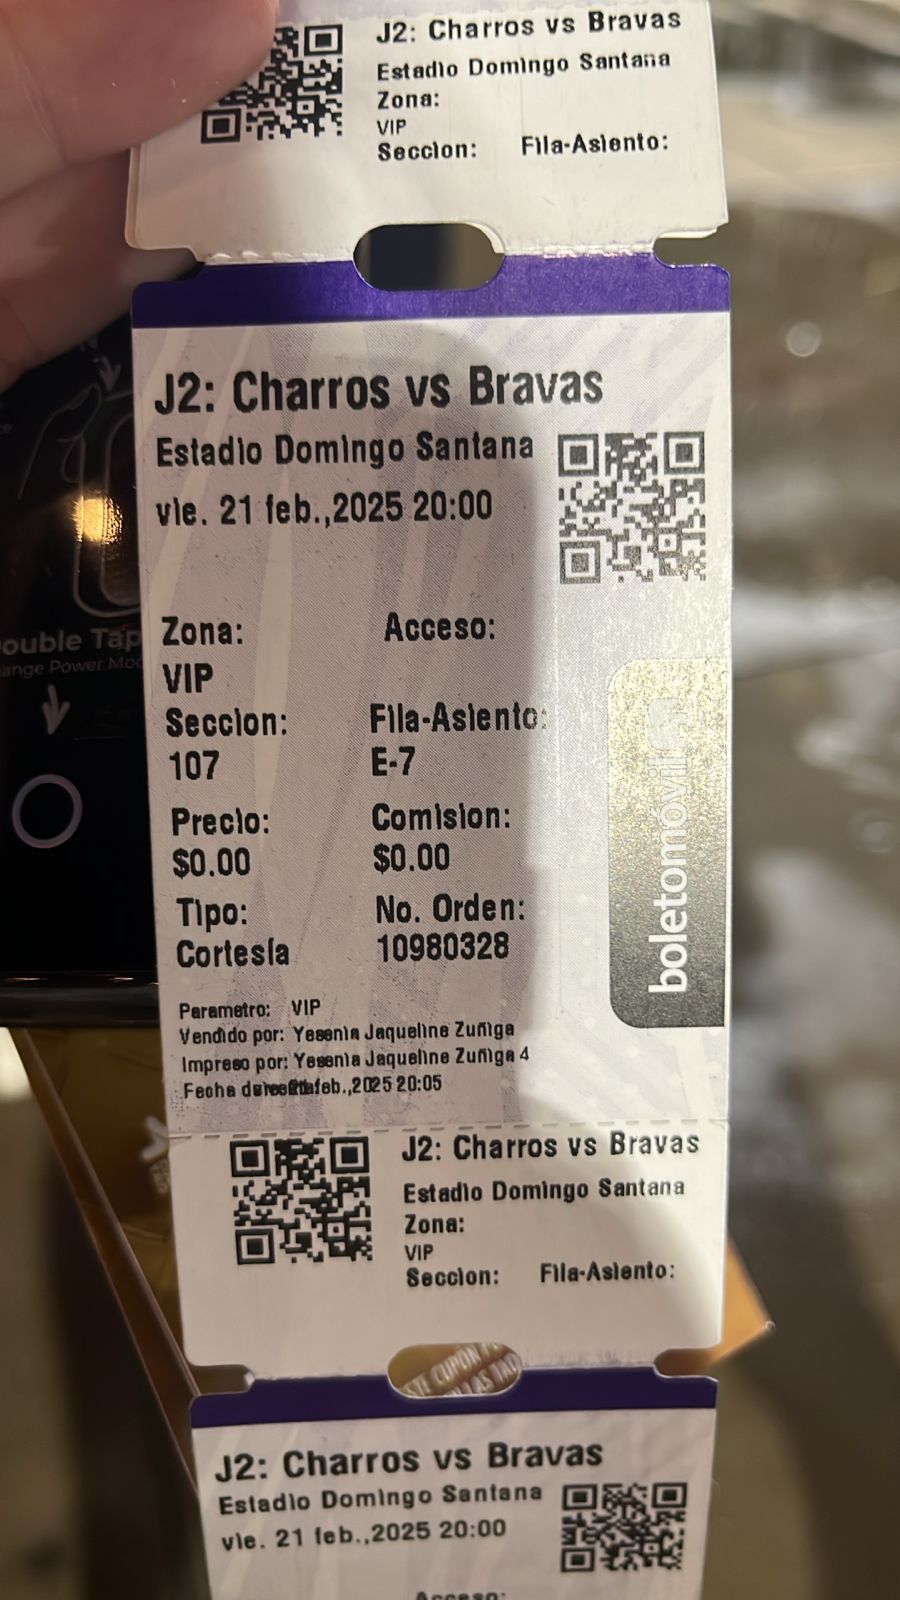 J2: Charros vs Bravas
Estadio Domingo Santana
Zona:
VIP
Seccion: Fila-Asiento:
J2: Charros vs Bravas
Estadio Domingo Santana
vie. 21 feb.,2025 20:00
Zona: Acceso:
VIP
Seccion: Fila-Asiento:
107 E-7
Precio: Comision:
$0.00 $0.00
Tipo: No. Orden:
Cortesía 10980328
Parametro: VIP
Vendido por: Yesenia Jaqueline Zuñiga
Impreso por: Yesenia Jaqueline Zuñiga 4
Fecha feb.,2025 20:05
boletomóvil
J2: Charros vs Bravas
Estadio Domingo Santana
Zona:
VIP
Seccion: Fila-Asiento:
CUPON
J2: Charros vs Bravas
Estadio Domingo Santana
vie. 21 feb.,2025 20:00
Acceso:
Double Tap